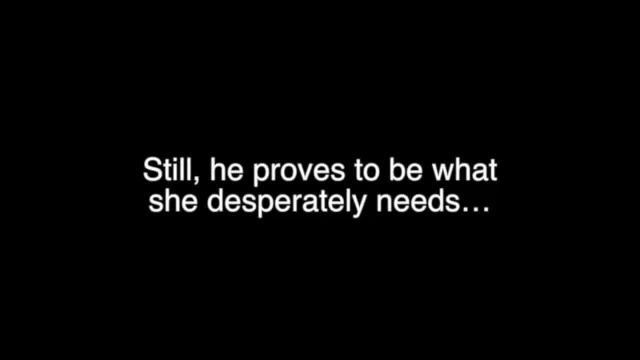 Still, he proves to be what
she desperately needs…